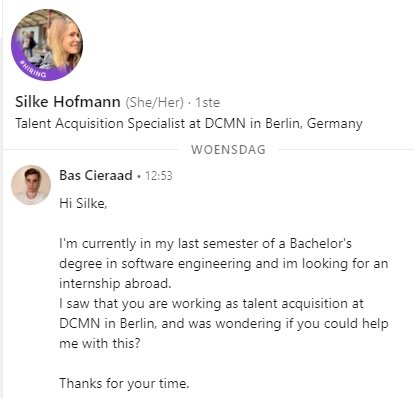 #HIRING
Silke Hofmann (She/Her) · 1ste
Talent Acquisition Specialist at DCMN in Berlin, Germany
WOENSDAG
Bas Cieraad • 12:53
Hi Silke,
I'm currently in my last semester of a Bachelor's
degree in software engineering and im looking for an
internship abroad.
I saw that you are working as talent acquisition at
DCMN in Berlin, and was wondering if you could help
me with this?
Thanks for your time.